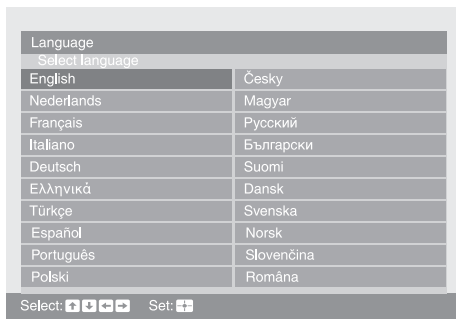 Language
Select language
English Česky
Nederlands Magyar
Français Русский
Italiano Български
Deutsch Suomi
Ελληνικά Dansk
Türkçe Svenska
Español Norsk
Português Slovenčina
Polski Româna
Select: Set: